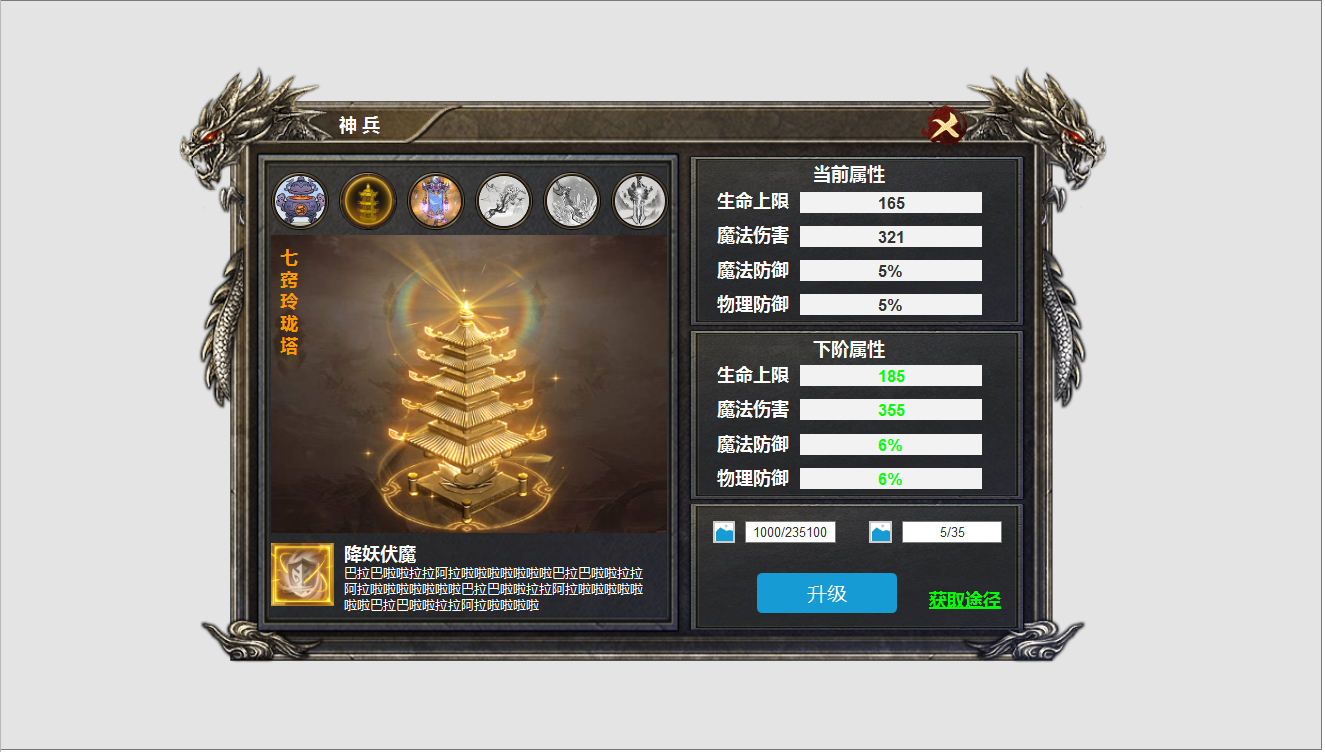 神兵
七窍玲珑塔
降妖伏魔
巴拉巴啦啦拉拉阿拉啦啦啦啦啦啦啦巴拉巴啦啦拉拉
阿拉啦啦啦啦啦啦啦巴拉巴啦啦拉拉阿拉啦啦啦啦啦
啦啦巴拉巴啦啦拉拉阿拉啦啦啦啦
当前属性
生命上限 165
魔法伤害 321
魔法防御 5%
物理防御 5%
下阶属性
生命上限 185
魔法伤害 355
魔法防御 6%
物理防御 6%
1000/235100 5/35
升级
获取途径